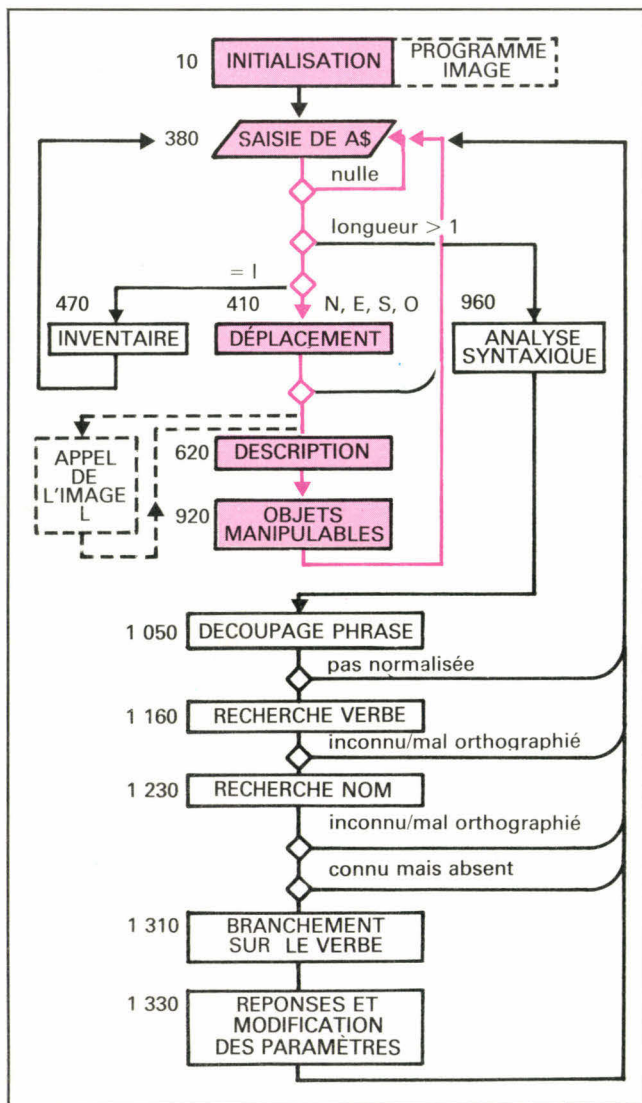 10 INITIALISATION
PROGRAMME
IMAGE
380 SAISIE DE A$
nulle
longueur > 1
= I
470
410
N, E, S, O
960
INVENTAIRE
DÉPLACEMENT
ANALYSE
SYNTAXIQUE
APPEL
DE
L'IMAGE
L
620 DESCRIPTION
920 OBJETS
MANIPULABLES
1 050 DECOUPAGE PHRASE
pas normalisée
1 160 RECHERCHE VERBE
inconnu/mal orthographié
1 230 RECHERCHE NOM
inconnu/mal orthographié
connu mais absent
1 310 BRANCHEMENT
SUR LE VERBE
1 330 REPONSES ET
MODIFICATION
DES PARAMÈTRES